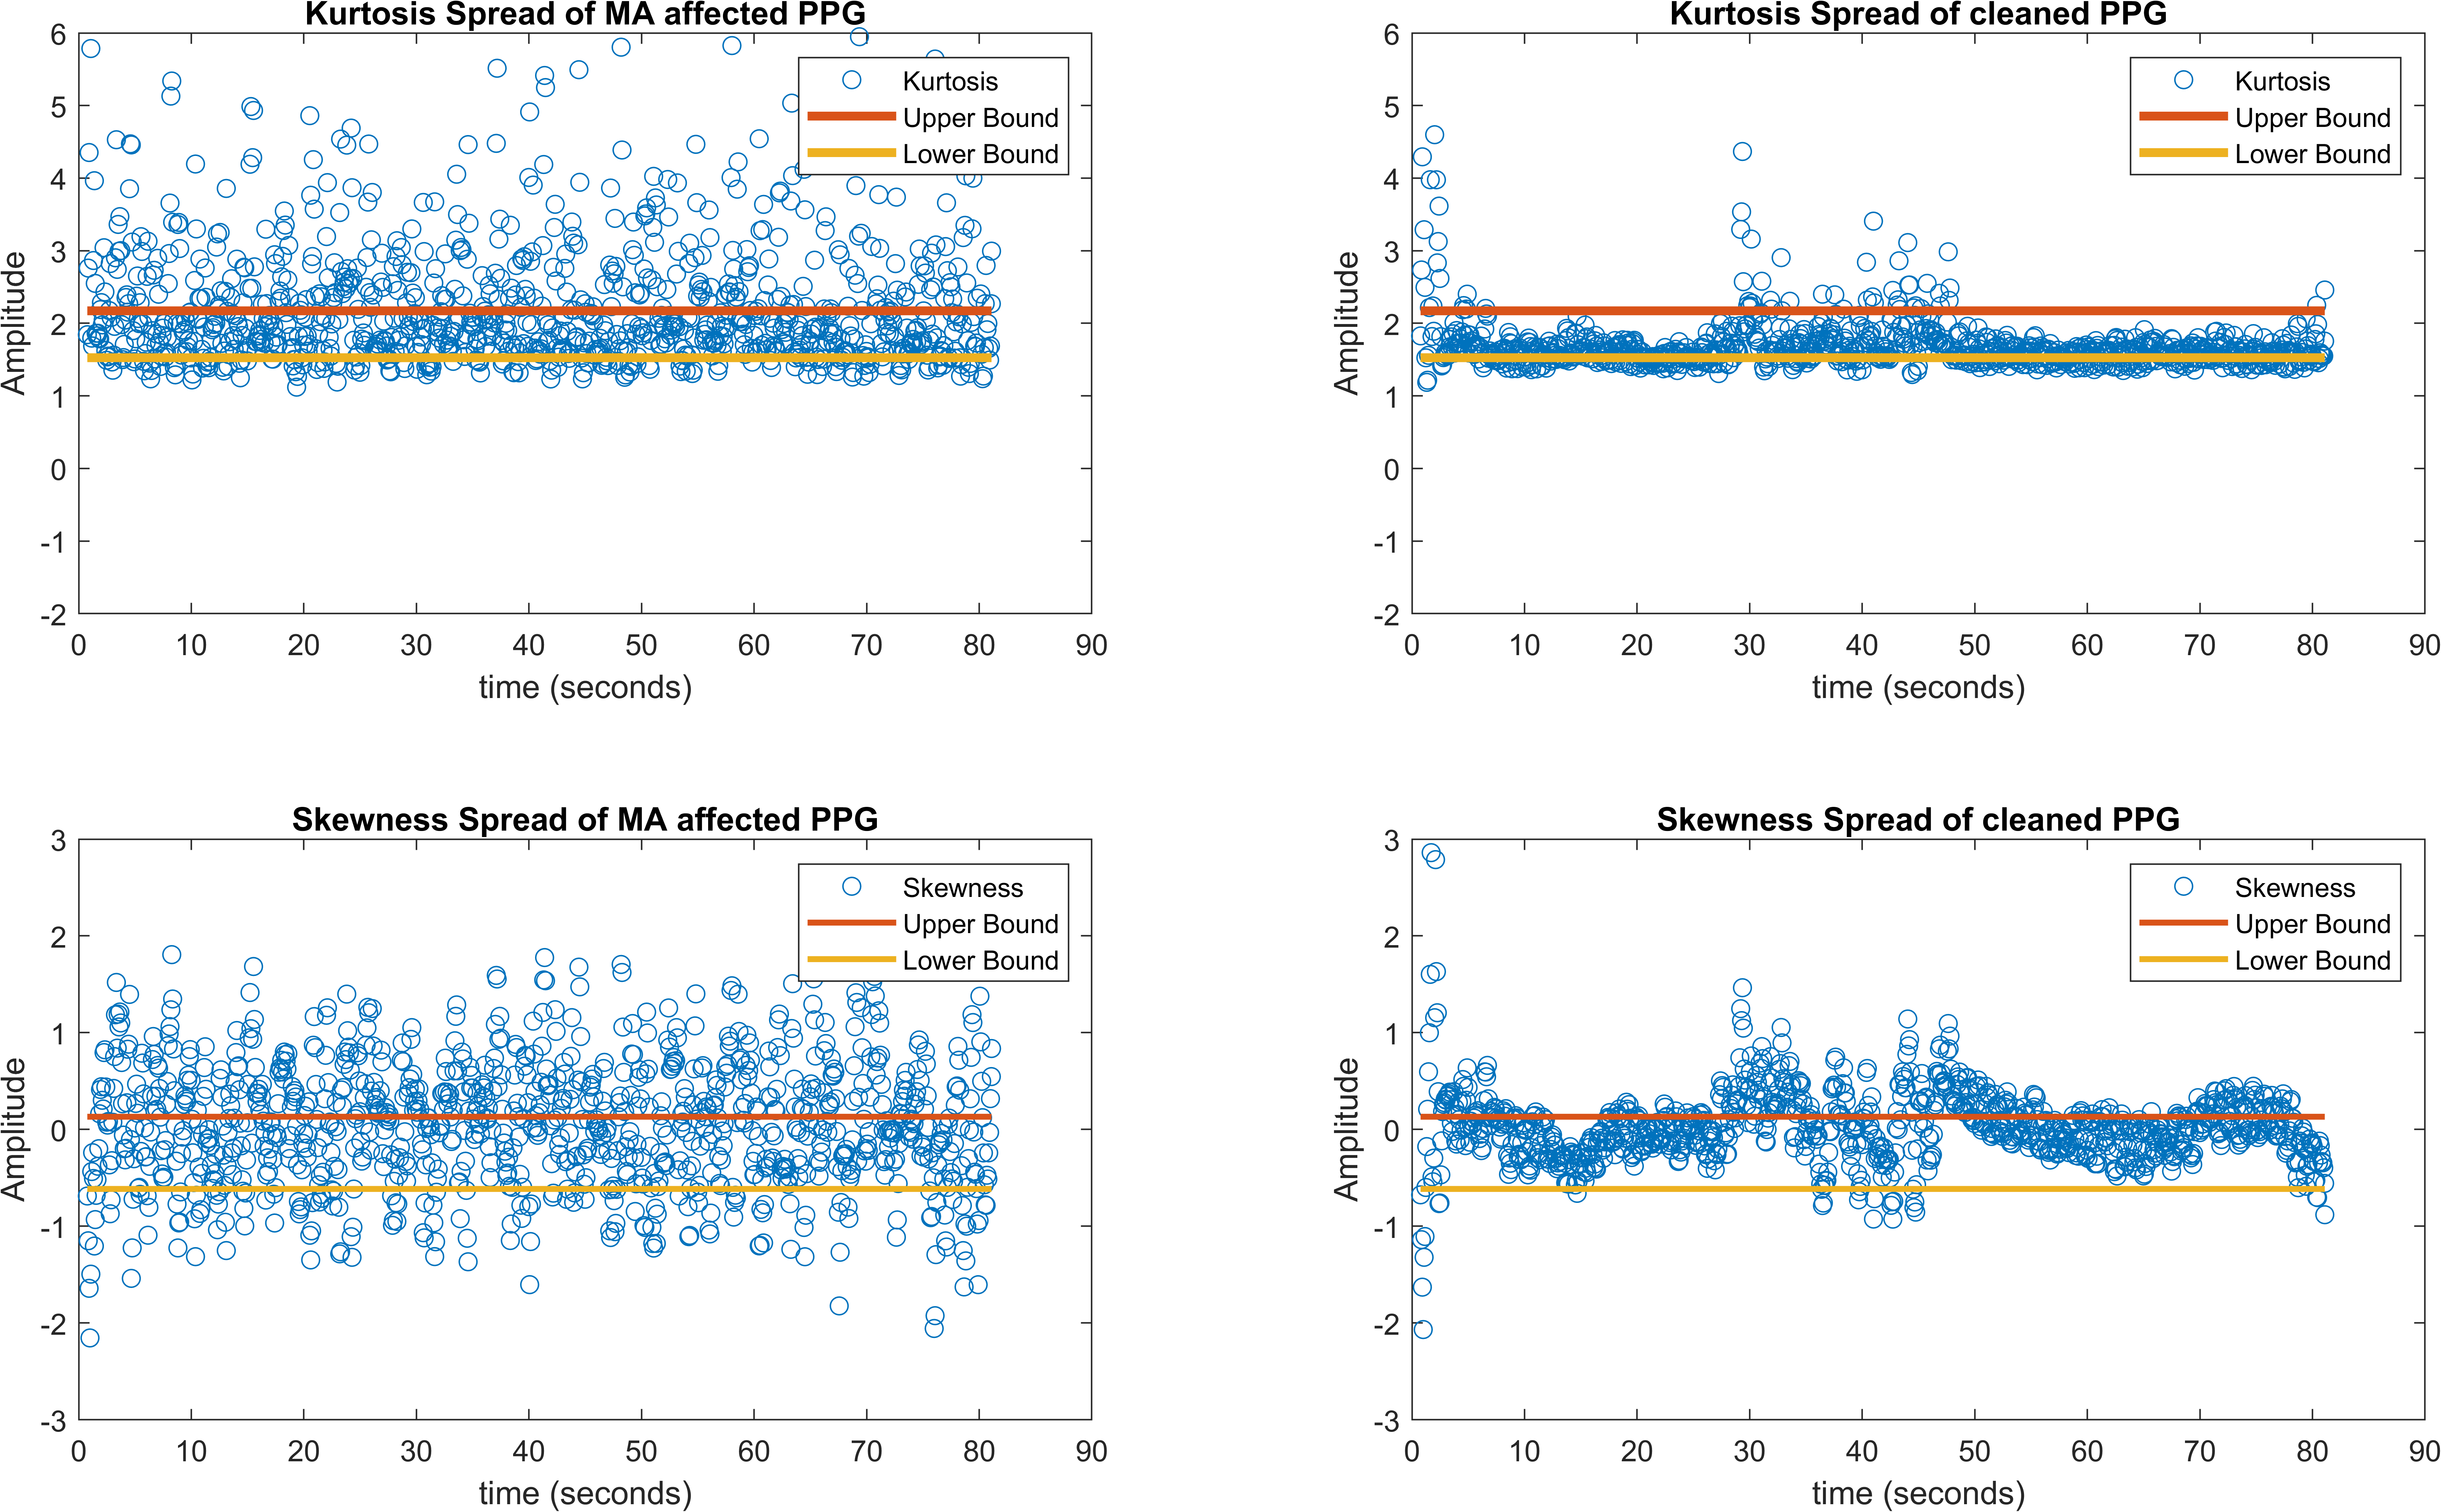 Kurtosis Spread of MA affected PPG
6
5
4
3
2
1
0
-1
-2
Amplitude
Kurtosis
Upper Bound
Lower Bound
0 10 20 30 40 50 60 70 80 90
time (seconds)
Kurtosis Spread of cleaned PPG
6
5
4
3
2
1
0
-1
-2
Amplitude
Kurtosis
Upper Bound
Lower Bound
0 10 20 30 40 50 60 70 80 90
time (seconds)
Skewness Spread of MA affected PPG
3
2
1
0
-1
-2
-3
Amplitude
Skewness
Upper Bound
Lower Bound
0 10 20 30 40 50 60 70 80 90
time (seconds)
Skewness Spread of cleaned PPG
3
2
1
0
-1
-2
-3
Amplitude
Skewness
Upper Bound
Lower Bound
0 10 20 30 40 50 60 70 80 90
time (seconds)